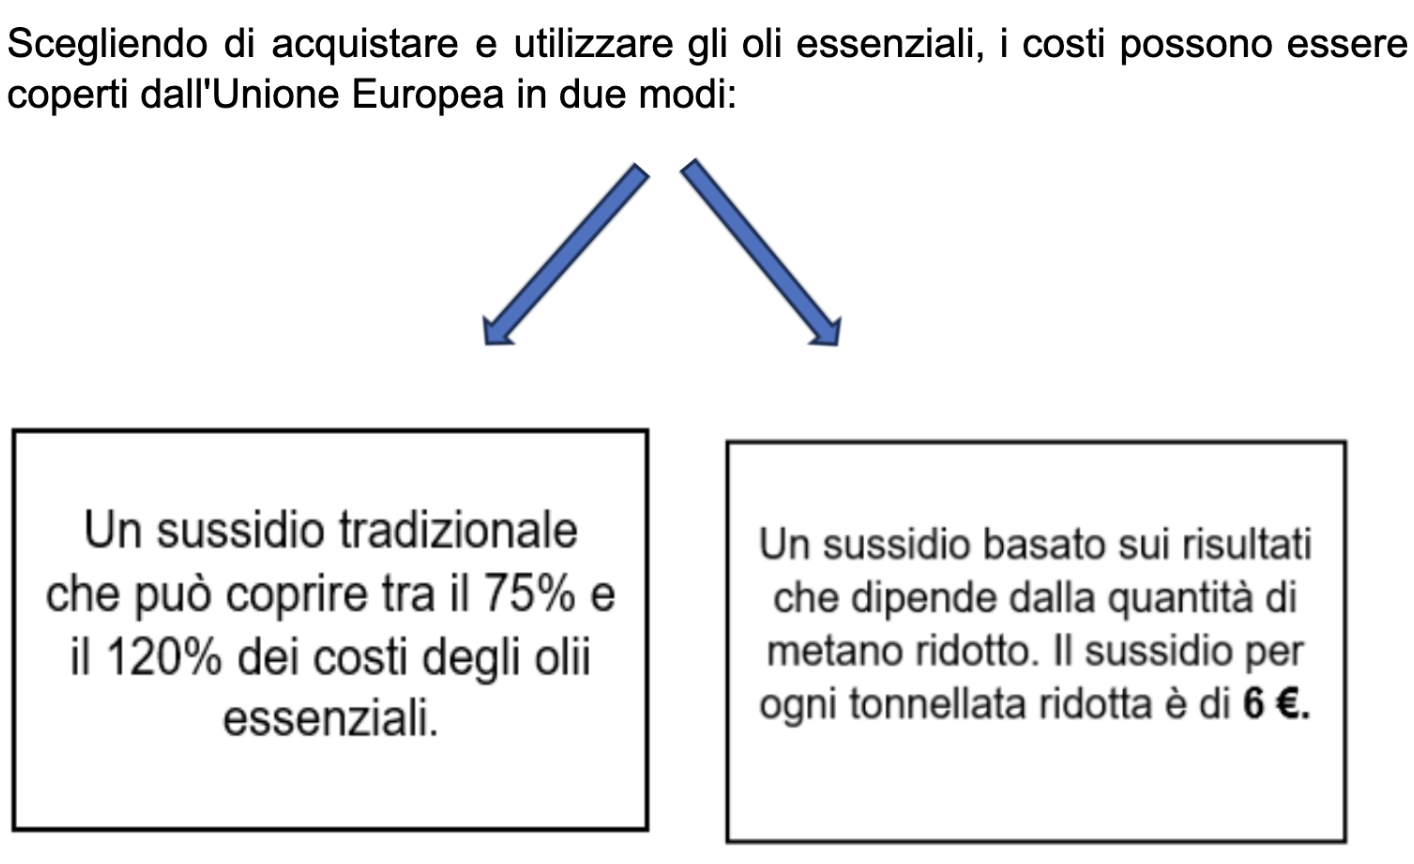 Scegliendo di acquistare e utilizzare gli oli essenziali, i costi possono essere
coperti dall'Unione Europea in due modi:
Un sussidio tradizionale
che può coprire tra il 75% e
il 120% dei costi degli olii
essenziali.
Un sussidio basato sui risultati
che dipende dalla quantità di
metano ridotto. Il sussidio per
ogni tonnellata ridotta è di 6 €.